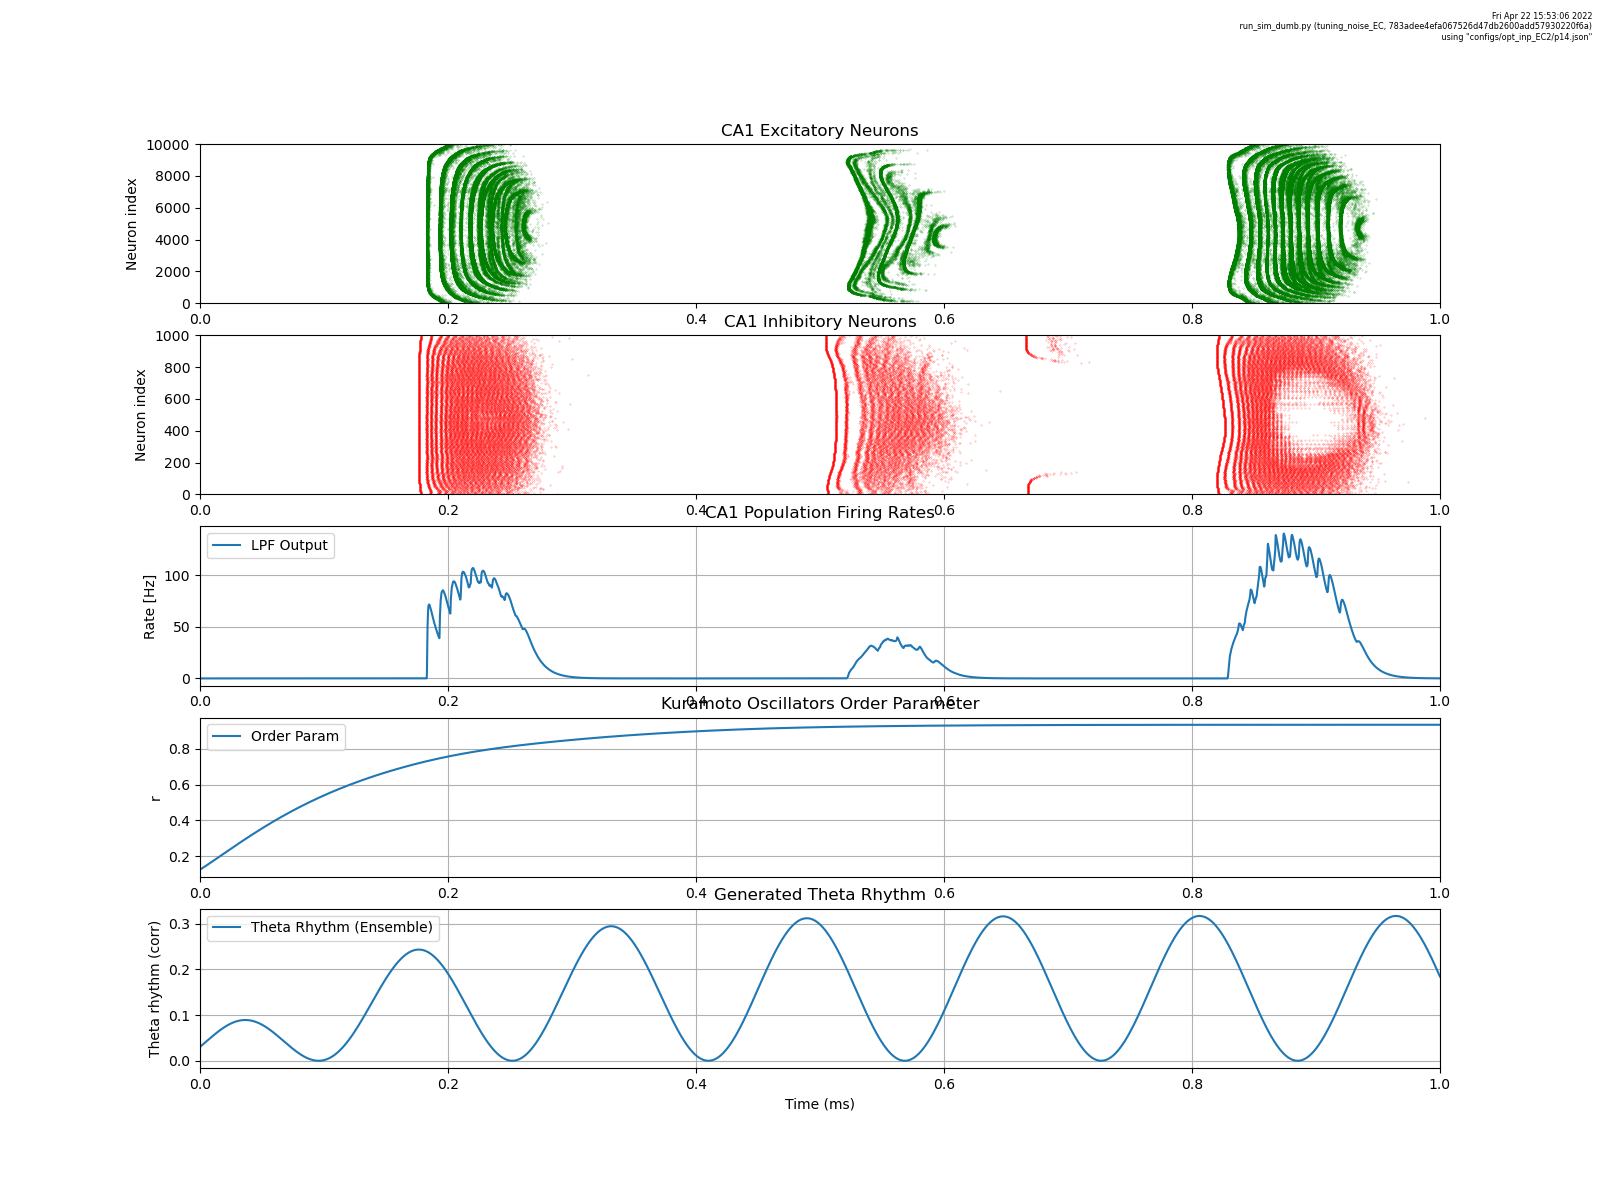 Fri Apr 22 15:53:06 2022
run_sim_dumb.py (tuning_noise_EC, 783adee4efa067526d47db2600add57930220f6a)
using "configs/opt_inp_EC2/p14.json"
CA1 Excitatory Neurons
Neuron index
10000
8000
6000
4000
2000
0
0.0 0.2 0.4 0.6 0.8 1.0
CA1 Inhibitory Neurons
Neuron index
1000
800
600
400
200
0
0.0 0.2 0.4 0.6 0.8 1.0
CA1 Population Firing Rates
LPF Output
Rate [Hz]
100
50
0
0.0 0.2 0.4 0.6 0.8 1.0
Kuramoto Oscillators Order Parameter
Order Param
r
0.8
0.6
0.4
0.2
0.0 0.2 0.4 0.6 0.8 1.0
Generated Theta Rhythm
Theta Rhythm (Ensemble)
Theta rhythm (corr)
0.3
0.2
0.1
0.0
0.0 0.2 0.4 0.6 0.8 1.0
Time (ms)